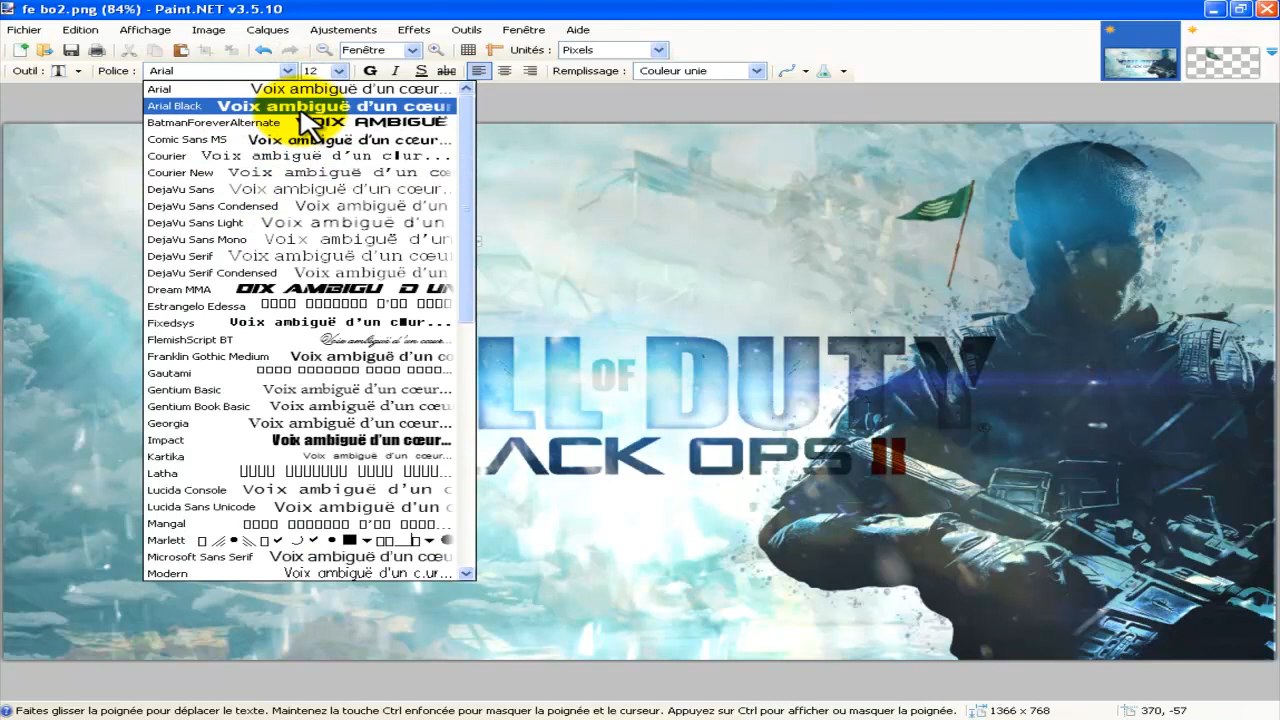 fe bo2.png (84%) - Paint.NET v3.5.10
Fichier Edition Affichage Image Calques Ajustements Effets Outils Fenêtre Aide
Fenêtre Unités : Pixels
Outil : T Police : Arial 12 G I S abc Remplissage : Couleur unie
Arial Voix ambiguë d'un cœur...
Arial Black Voix ambiguë d'un cœur
BatmanForeverAlternate VOIX AMBIGUË
Comic Sans MS Voix ambiguë d'un cœur...
Courier Voix ambiguë d'un c ur...
Courier New Voix ambiguë d'un cœ
DejaVu Sans Voix ambiguë d'un cœur...
DejaVu Sans Condensed Voix ambiguë d'un
DejaVu Sans Light Voix ambiguë d'un
DejaVu Sans Mono Voix ambiguë d'un
DejaVu Serif Voix ambiguë d'un cœur
DejaVu Serif Condensed Voix ambiguë d'un
Dream MMA OIX AMBIGU D UN
Estrangelo Edessa
Fixedsys Voix ambiguë d'un c ur...
FlemishScript BT Voix ambiguë d'un cœur...
Franklin Gothic Medium Voix ambiguë d'un co
Gautami
Gentium Basic Voix ambiguë d'un cœur...
Gentium Book Basic Voix ambiguë d'un cœu
Georgia Voix ambiguë d'un cœur...
Impact Voix ambiguë d'un cœur...
Kartika Voix ambiguë d'un cœur...
Latha
Lucida Console Voix ambiguë d'un c
Lucida Sans Unicode Voix ambiguë d'un c
Mangal
Marlett
Microsoft Sans Serif Voix ambiguë d'un cœu
Modern Voix ambiguë d'un c.ur...
LL OF DUTY
LACK OPS II
Faites glisser la poignée pour déplacer le texte. Maintenez la touche Ctrl enfoncée pour masquer la poignée et le curseur. Appuyez sur Ctrl pour afficher ou masquer la poignée. 1366 x 768 370, -57